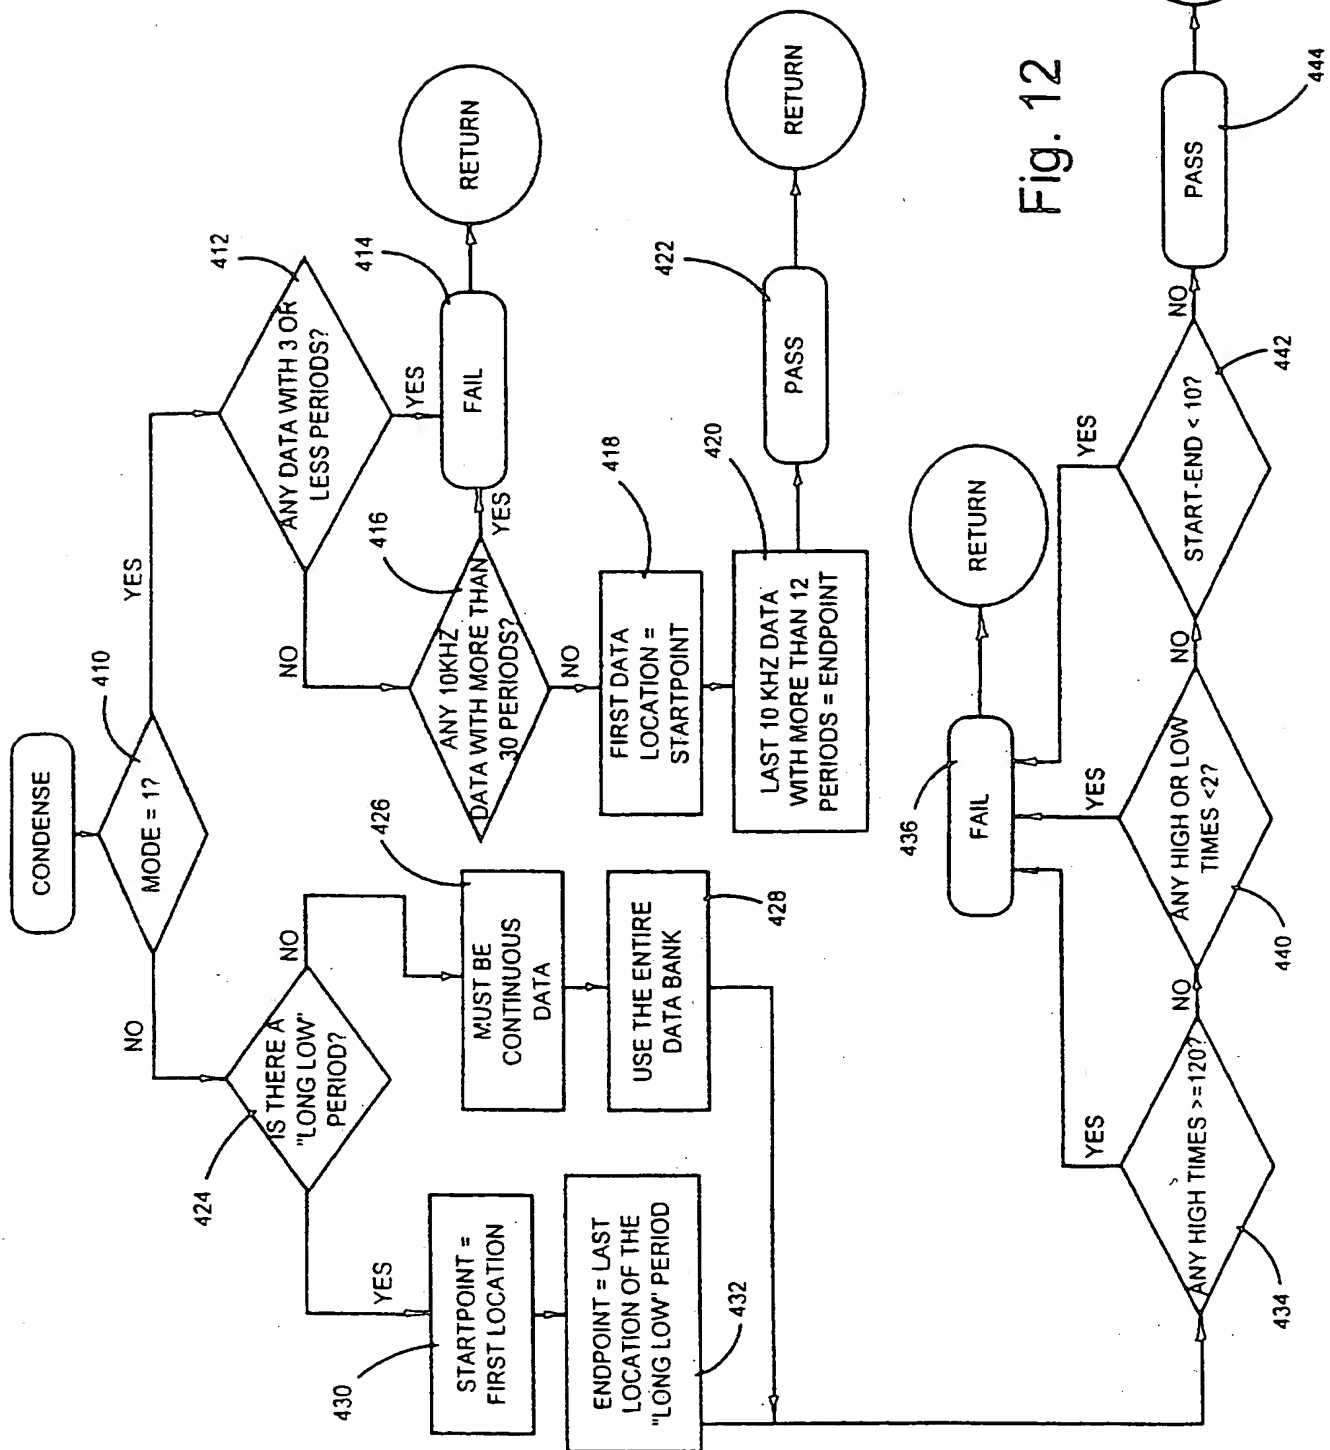 CONDENSE
410
MODE = 1?
YES
NO
412
ANY DATA WITH 3 OR
LESS PERIODS?
YES
NO
414
FAIL
RETURN
416
ANY 10KHZ
DATA WITH MORE THAN
30 PERIODS?
YES
NO
418
FIRST DATA
LOCATION =
STARTPOINT
420
LAST 10 KHZ DATA
WITH MORE THAN 12
PERIODS = ENDPOINT
422
PASS
RETURN
424
IS THERE A
"LONG LOW"
PERIOD?
NO
YES
426
MUST BE
CONTINUOUS
DATA
428
USE THE ENTIRE
DATA BANK
430
STARTPOINT =
FIRST LOCATION
432
ENDPOINT = LAST
LOCATION OF THE
"LONG LOW" PERIOD
434
ANY HIGH TIMES >=120?
YES
NO
436
FAIL
RETURN
440
ANY HIGH OR LOW
TIMES <2?
YES
NO
442
START-END < 10?
YES
NO
444
PASS
Fig. 12